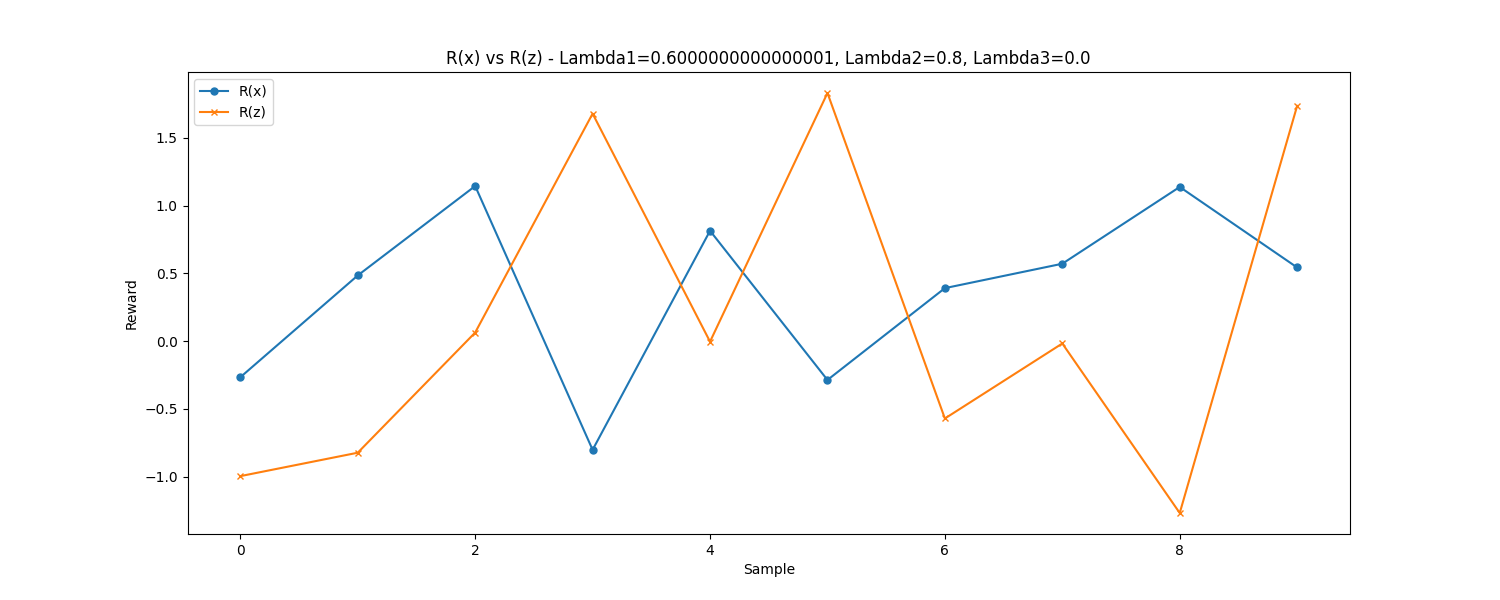 R(x) vs R(z) - Lambda1=0.6000000000000001, Lambda2=0.8, Lambda3=0.0
R(x)
R(z)
1.5
1.0
0.5
0.0
−0.5
−1.0
Reward
0 2 4 6 8
Sample